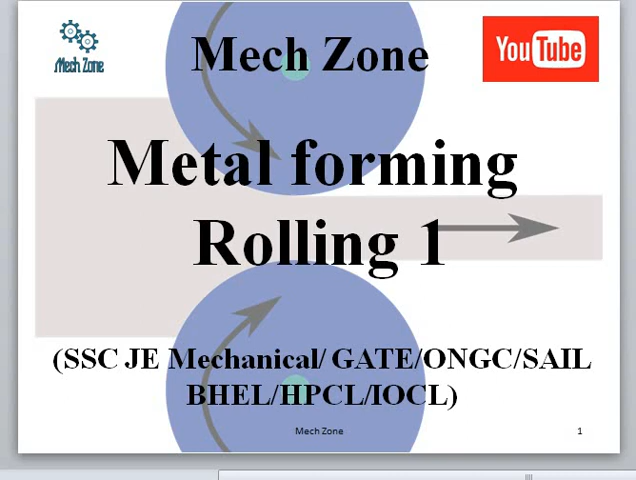 Mech Zone
Mech Zone
YouTube
Metal forming
Rolling 1
(SSC JE Mechanical/ GATE/ONGC/SAIL
BHEL/HPCL/IOCL)
Mech Zone
1